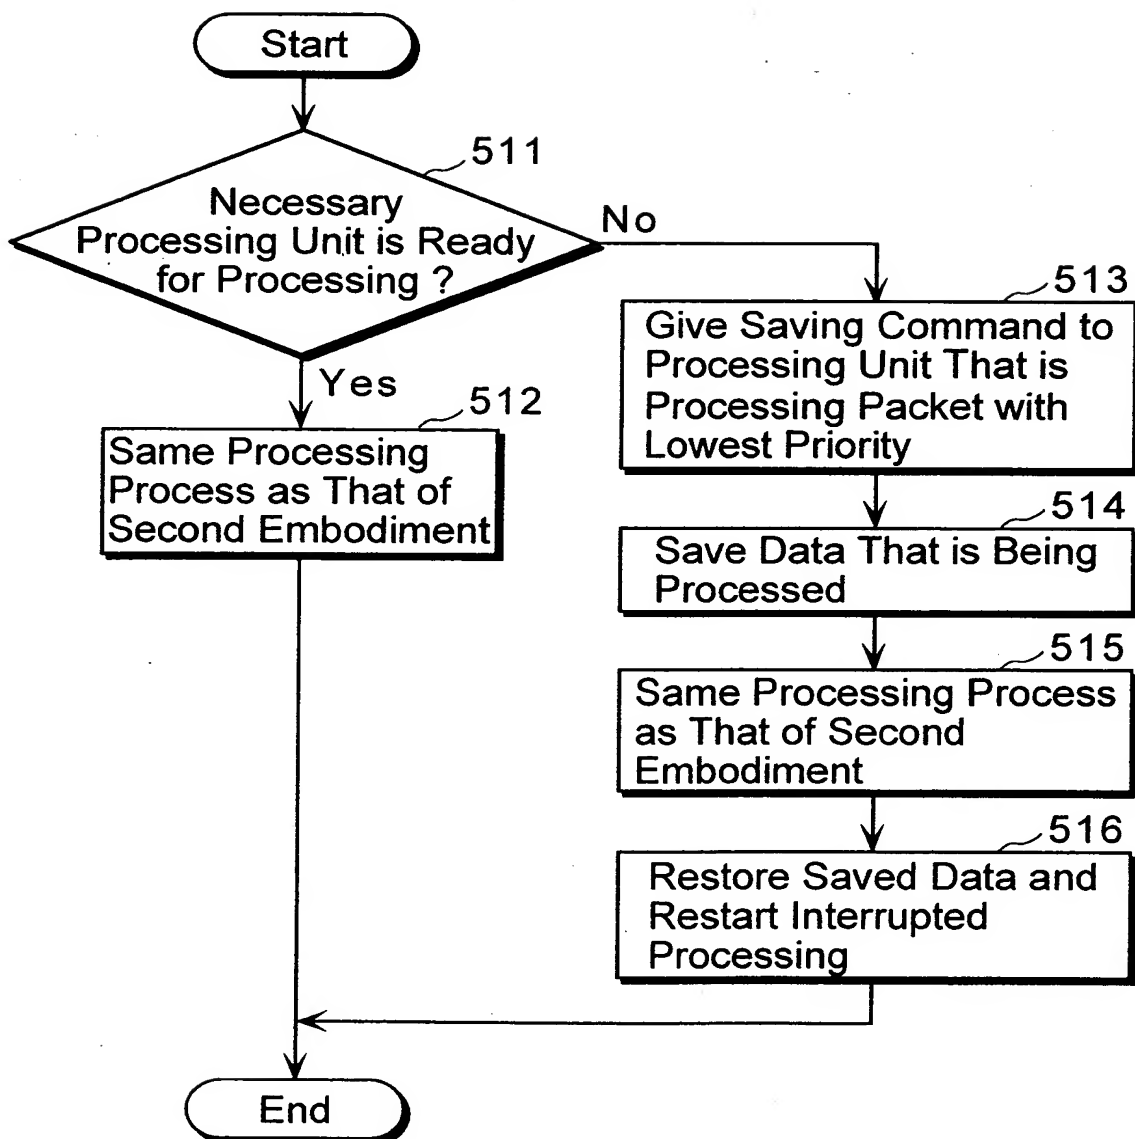 Start
511
Necessary
Processing Unit is Ready
for Processing ?
No
Yes
512
Same Processing
Process as That of
Second Embodiment
513
Give Saving Command to
Processing Unit That is
Processing Packet with
Lowest Priority
514
Save Data That is Being
Processed
515
Same Processing Process
as That of Second
Embodiment
516
Restore Saved Data and
Restart Interrupted
Processing
End